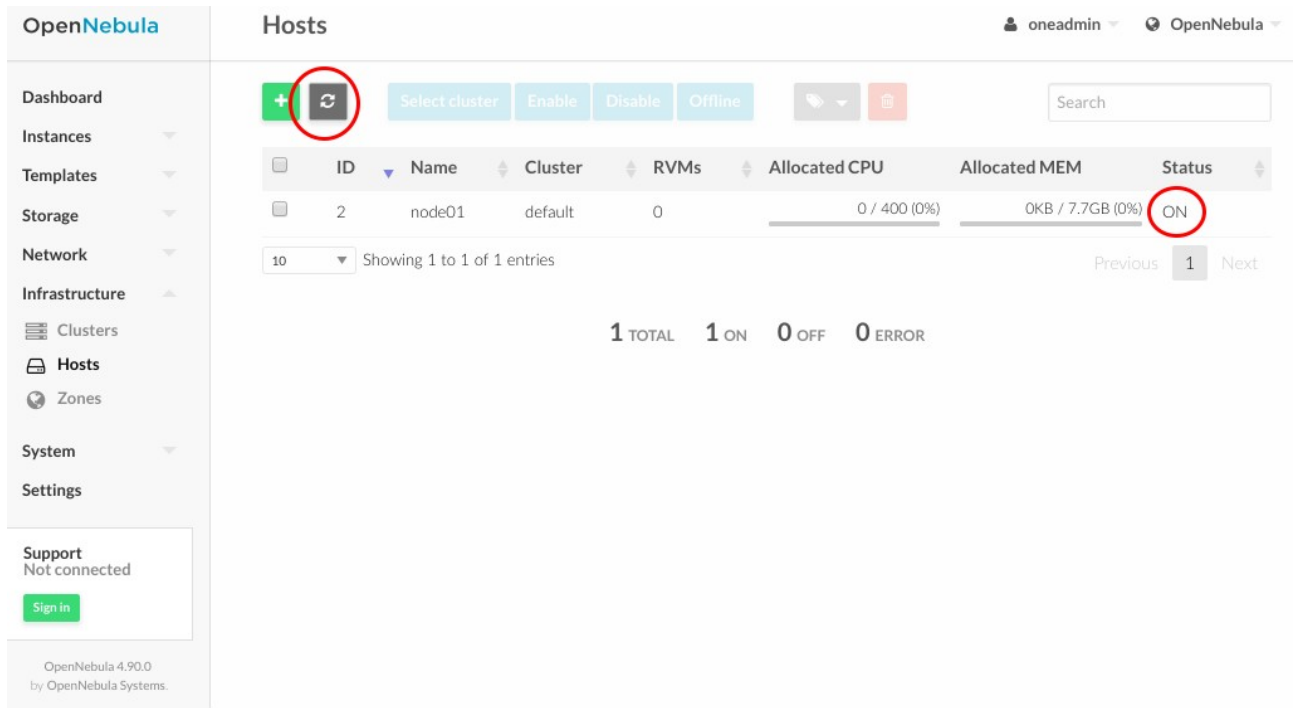 OpenNebula
Hosts
oneadmin
OpenNebula
Dashboard
Instances
Templates
Storage
Network
Infrastructure
Clusters
Hosts
Zones
System
Settings
Support
Not connected
Sign in
OpenNebula 4.90.0
by OpenNebula Systems.
+ Select cluster Enable Disable Offline Search
ID Name Cluster RVMs Allocated CPU Allocated MEM Status
2 node01 default 0 0 / 400 (0%) 0KB / 7.7GB (0%) ON
10 Showing 1 to 1 of 1 entries Previous 1 Next
1 TOTAL 1 ON 0 OFF 0 ERROR